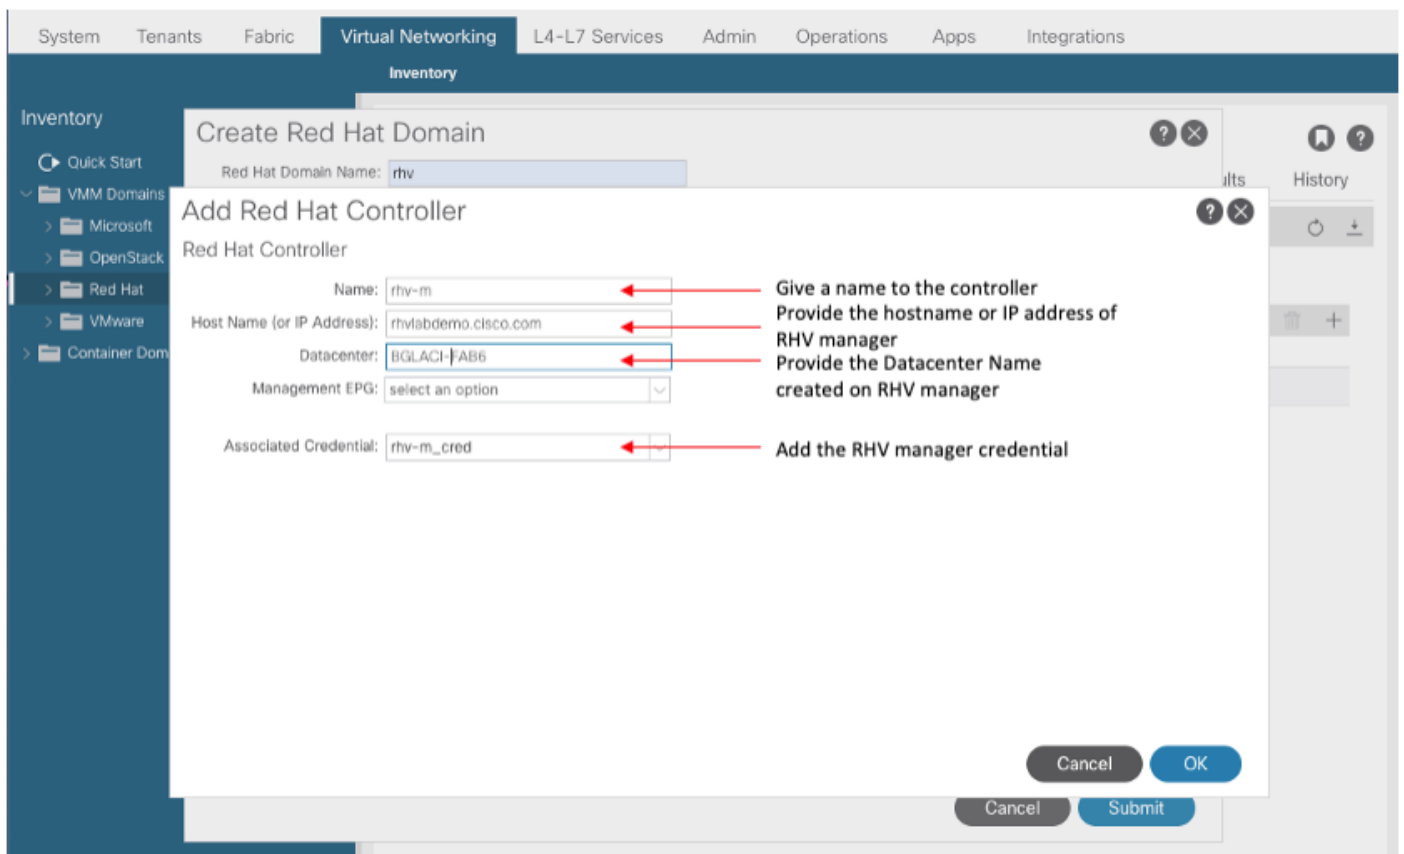 System Tenants Fabric Virtual Networking L4-L7 Services Admin Operations Apps Integrations
Inventory
Inventory
Quick Start
VMM Domains
Microsoft
OpenStack
Red Hat
VMware
Container Dom
Create Red Hat Domain
Red Hat Domain Name: rhv
ults History
Add Red Hat Controller
Red Hat Controller
Name: rhv-m
Host Name (or IP Address): rhvlabdemo.cisco.com
Datacenter: BGLACI-FAB6
Management EPG: select an option
Associated Credential: rhv-m_cred
Give a name to the controller
Provide the hostname or IP address of
RHV manager
Provide the Datacenter Name
created on RHV manager
Add the RHV manager credential
Cancel OK
Cancel Submit